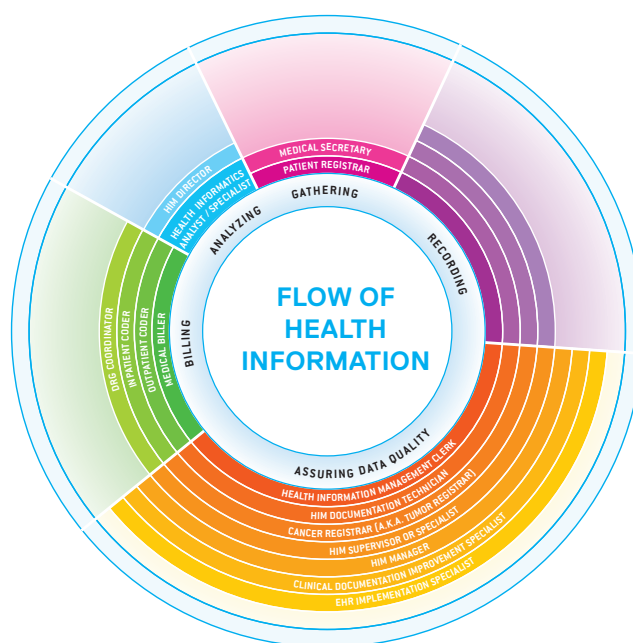 MEDICAL SECRETARY
PATIENT REGISTRAR
GATHERING
HIM DIRECTOR
HEALTH INFORMATICS
ANALYST / SPECIALIST
ANALYZING
RECORDING
FLOW OF
HEALTH
INFORMATION
DRG COORDINATOR
INPATIENT CODER
OUTPATIENT CODER
MEDICAL BILLER
BILLING
ASSURING DATA QUALITY
HEALTH INFORMATION MANAGEMENT CLERK
HIM DOCUMENTATION TECHNICIAN
CANCER REGISTRAR (A.K.A. TUMOR REGISTRAR)
HIM SUPERVISOR OR SPECIALIST
HIM MANAGER
CLINICAL DOCUMENTATION IMPROVEMENT SPECIALIST
EHR IMPLEMENTATION SPECIALIST